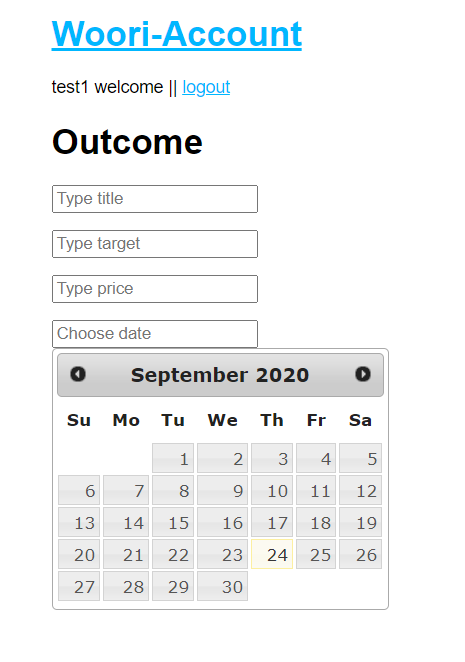 Woori-Account
test1 welcome || logout
Outcome
Type title
Type target
Type price
Choose date
September 2020
Su Mo Tu We Th Fr Sa
1 2 3 4 5
6 7 8 9 10 11 12
13 14 15 16 17 18 19
20 21 22 23 24 25 26
27 28 29 30